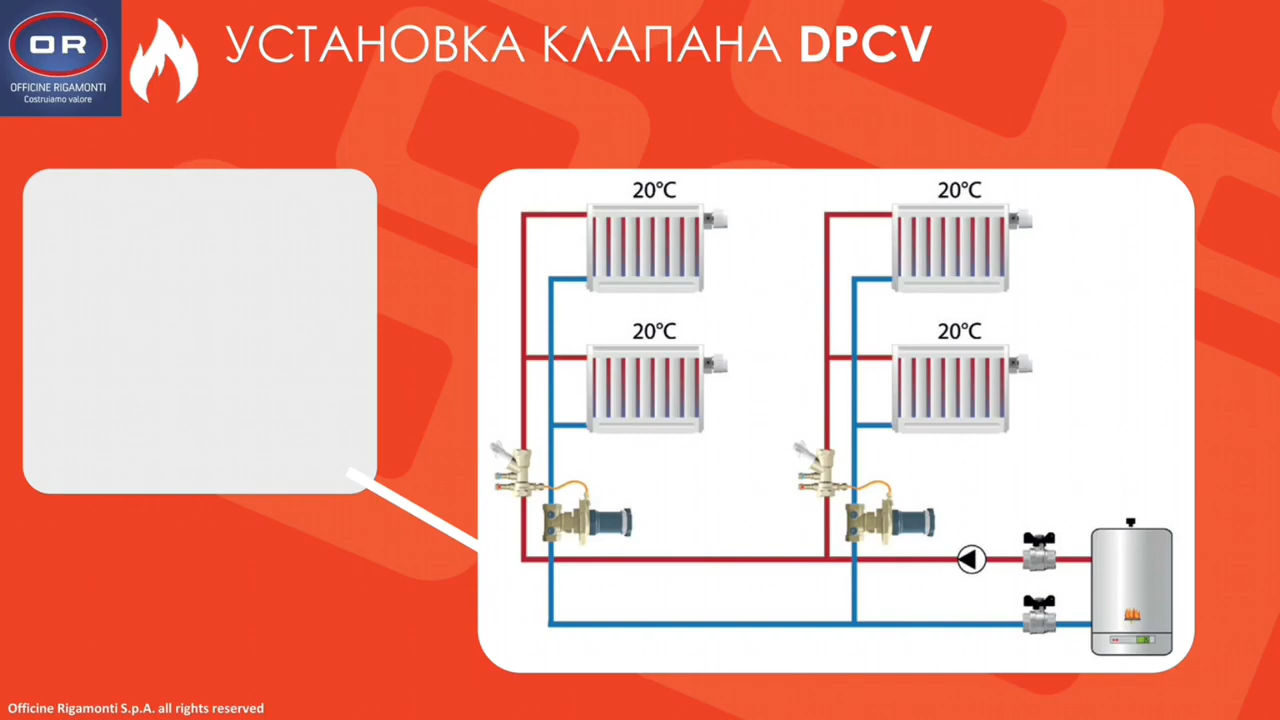 OR
OFFICINE RIGAMONTI
Costruiamo valore
УСТАНОВКА КЛАПАНА DPCV
20°C
20°C
20°C
20°C
Officine Rigamonti S.p.A. all rights reserved